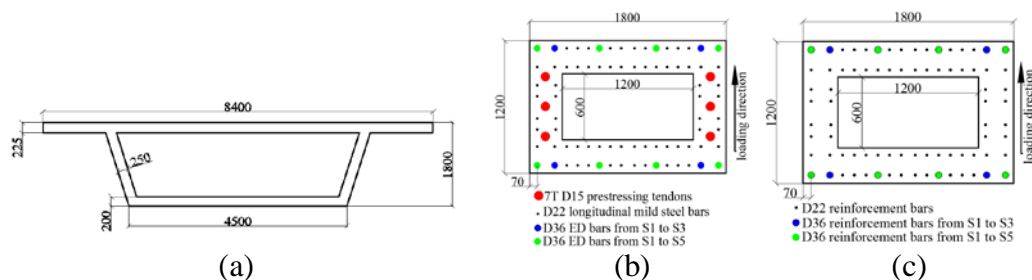 8400
225
250
1800
200
4500
(a)
1800
1200
1200
600
loading direction
70
7T D15 prestressing tendons
D22 longitudinal mild steel bars
D36 ED bars from S1 to S3
D36 ED bars from S1 to S5
(b)
1800
1200
1200
600
loading direction
70
D22 reinforcement bars
D36 reinforcement bars from S1 to S3
D36 reinforcement bars from S1 to S5
(c)